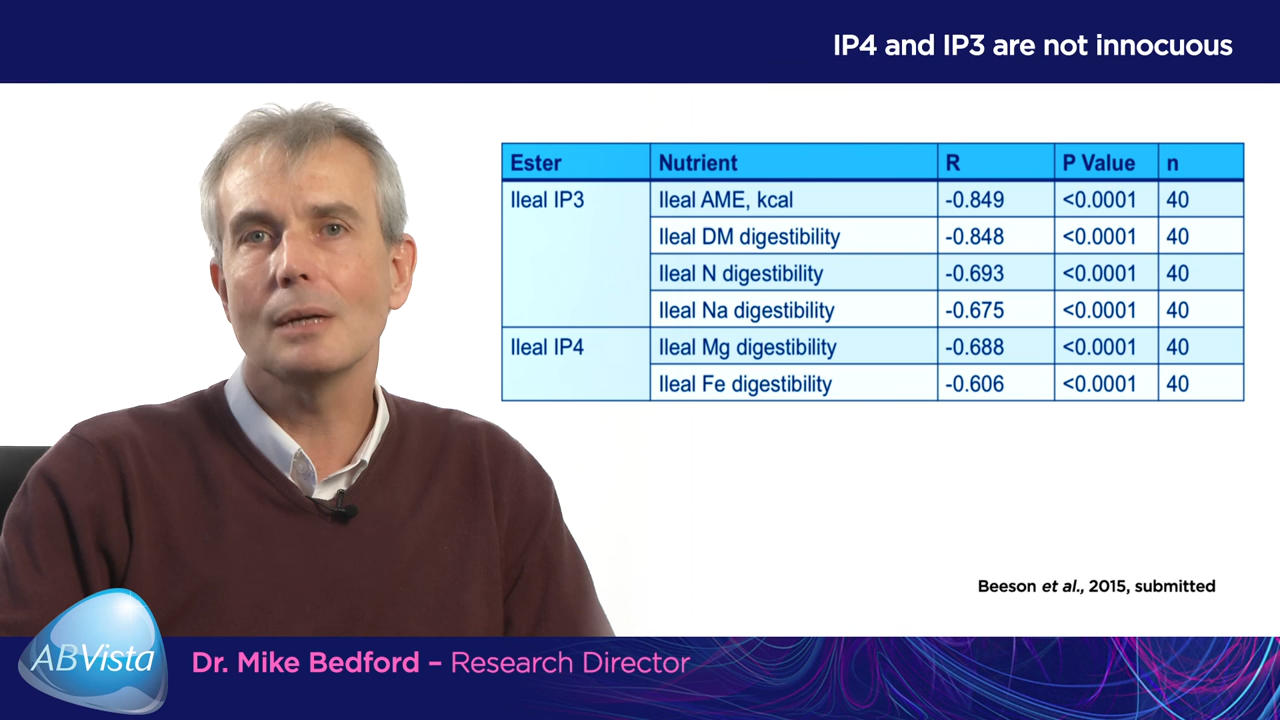 IP4 and IP3 are not innocuous
Ester Nutrient R P Value n
Ileal IP3 Ileal AME, kcal -0.849 <0.0001 40
Ileal DM digestibility -0.848 <0.0001 40
Ileal N digestibility -0.693 <0.0001 40
Ileal Na digestibility -0.675 <0.0001 40
Ileal IP4 Ileal Mg digestibility -0.688 <0.0001 40
Ileal Fe digestibility -0.606 <0.0001 40
Beeson et al., 2015, submitted
ABVista
Dr. Mike Bedford – Research Director